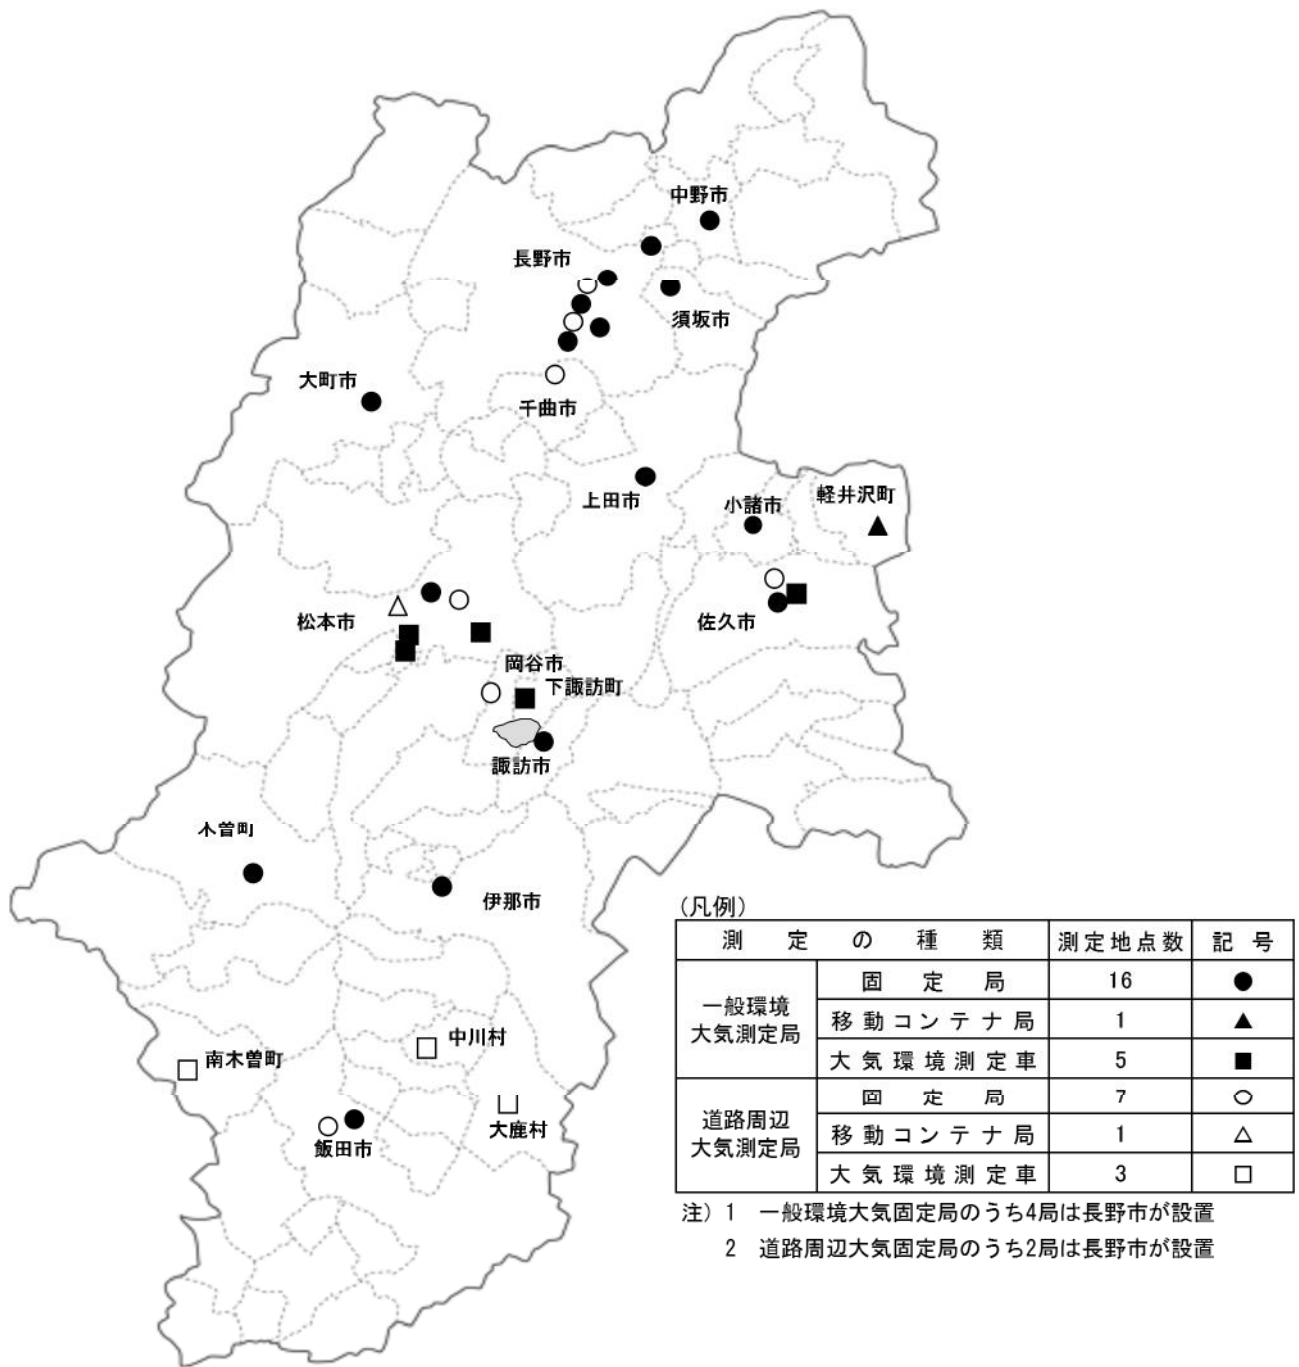 中野市
長野市
須坂市
大町市
千曲市
上田市
小諸市
軽井沢町
松本市
佐久市
岡谷市
下諏訪町
諏訪市
木曽町
伊那市
中川村
南木曽町
大鹿村
飯田市
(凡例)
測定の種類 測定地点数 記号
一般環境大気測定局 固定局 16 ●
移動コンテナ局 1 ▲
大気環境測定車 5 ■
道路周辺大気測定局 固定局 7 ○
移動コンテナ局 1 △
大気環境測定車 3 □
注) 1 一般環境大気固定局のうち4局は長野市が設置
2 道路周辺大気固定局のうち2局は長野市が設置